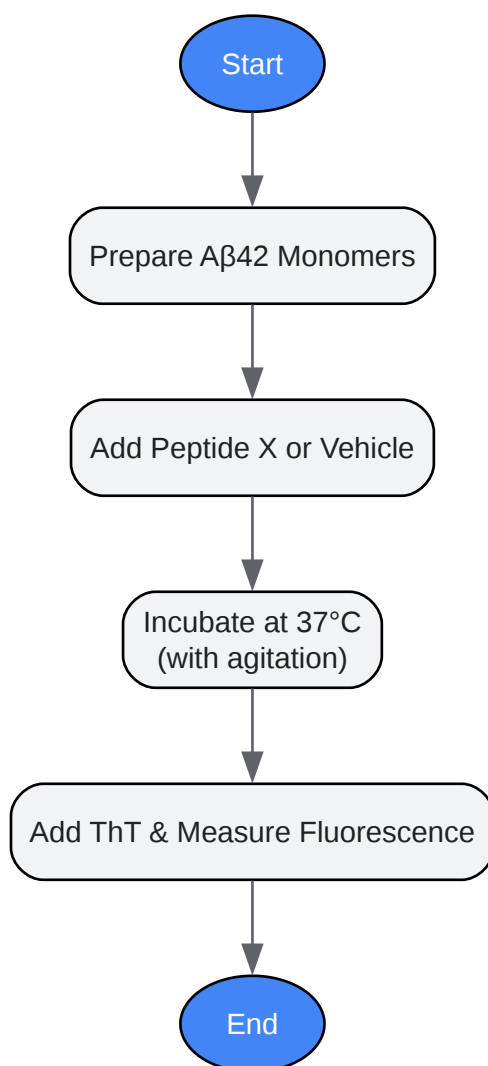 Start
Prepare Aβ42 Monomers
Add Peptide X or Vehicle
Incubate at 37°C
(with agitation)
Add ThT & Measure Fluorescence
End